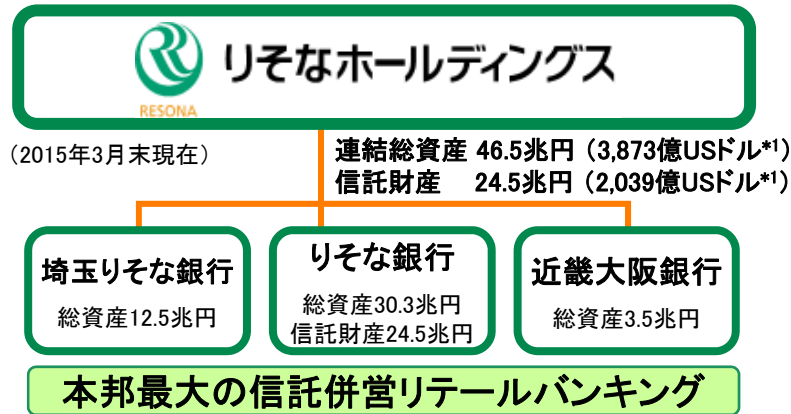 りそなホールディングス
RESONA
（2015年3月末現在）
連結総資産 46.5兆円（3,873億USドル*1）
信託財産　24.5兆円（2,039億USドル*1）
埼玉りそな銀行
総資産12.5兆円
りそな銀行
総資産30.3兆円
信託財産24.5兆円
近畿大阪銀行
総資産3.5兆円
本邦最大の信託併営リテールバンキング